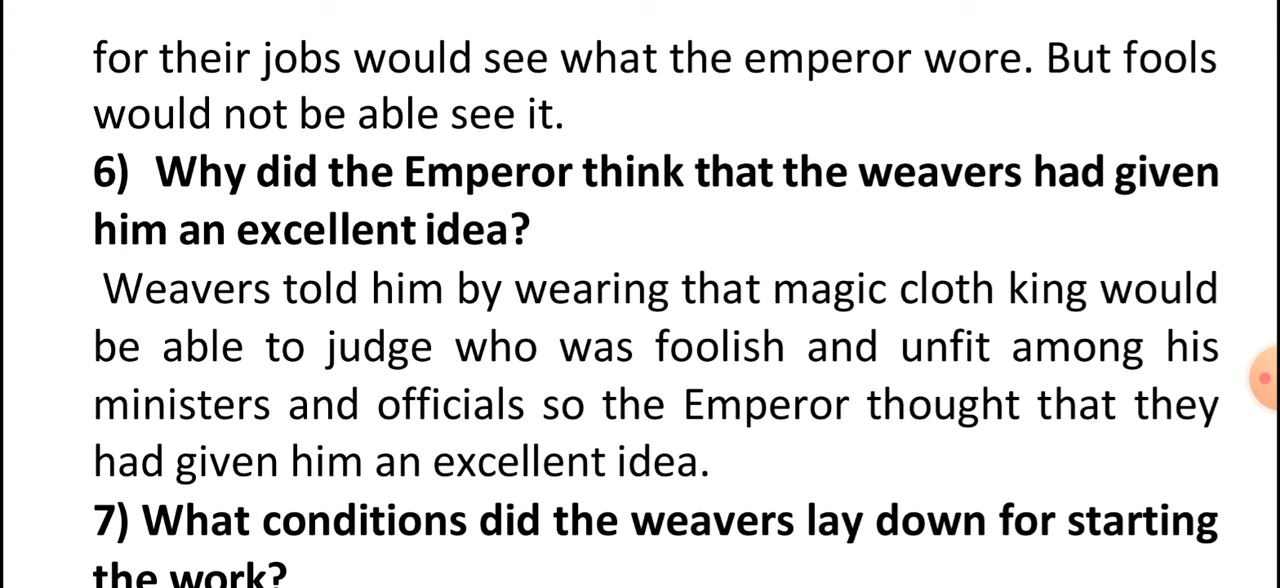 for their jobs would see what the emperor wore. But fools
would not be able see it.
6) Why did the Emperor think that the weavers had given
him an excellent idea?
Weavers told him by wearing that magic cloth king would
be able to judge who was foolish and unfit among his
ministers and officials so the Emperor thought that they
had given him an excellent idea.
7) What conditions did the weavers lay down for starting
the work?